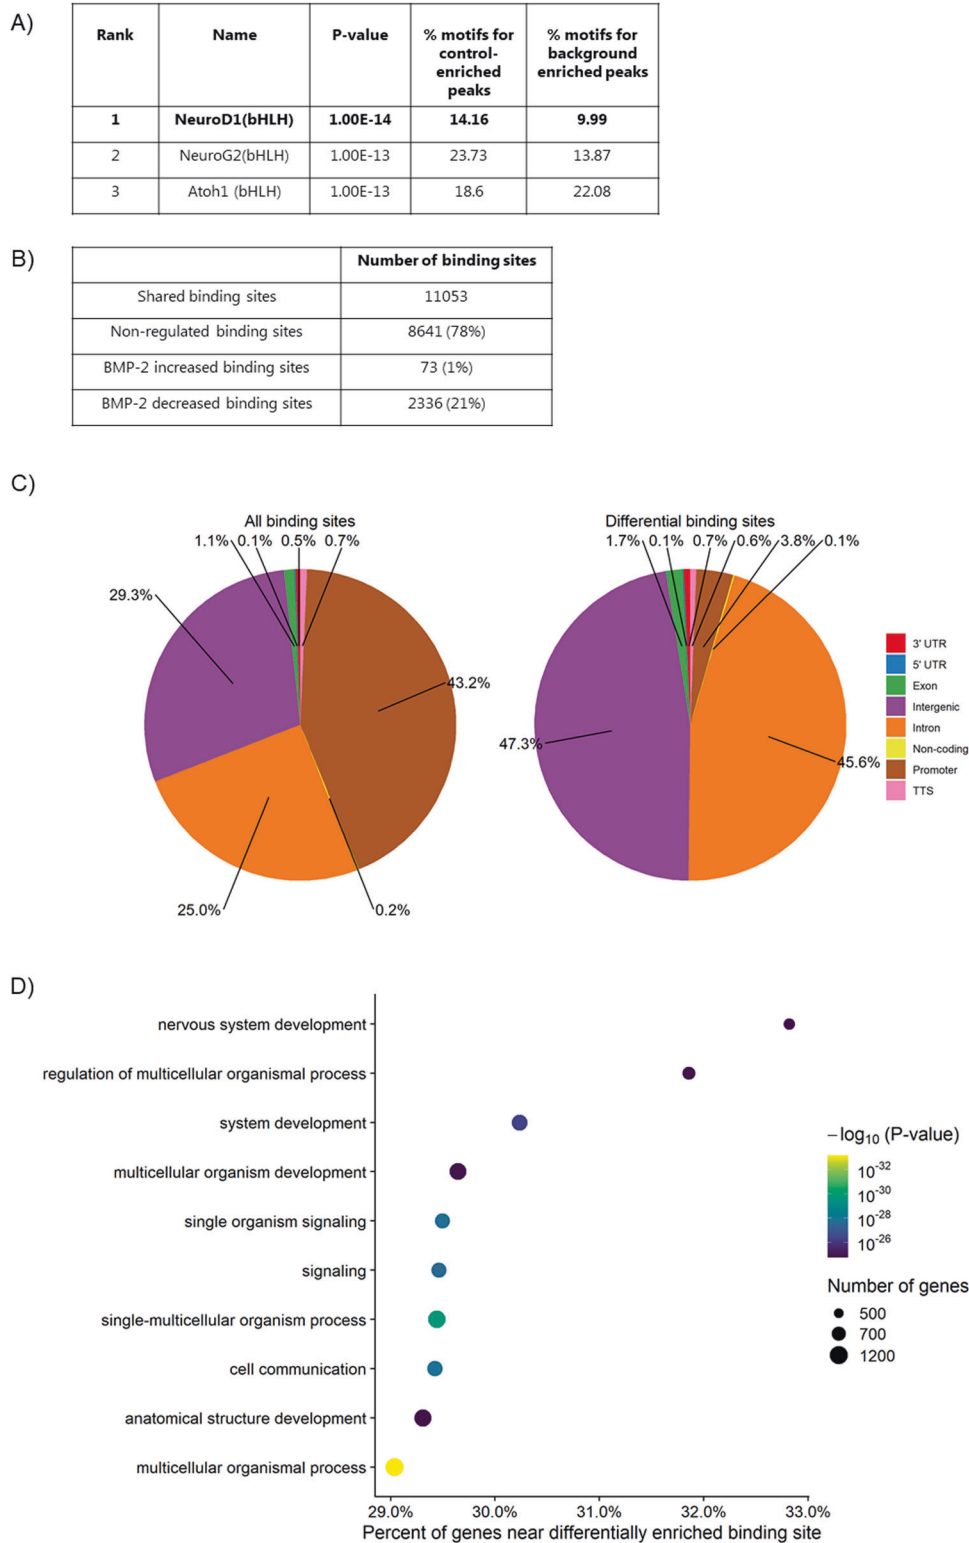 A)
Rank Name P-value % motifs for control-enriched peaks % motifs for background enriched peaks
1 NeuroD1(bHLH) 1.00E-14 14.16 9.99
2 NeuroG2(bHLH) 1.00E-13 23.73 13.87
3 Atoh1 (bHLH) 1.00E-13 18.6 22.08
B)
Number of binding sites
Shared binding sites 11053
Non-regulated binding sites 8641 (78%)
BMP-2 increased binding sites 73 (1%)
BMP-2 decreased binding sites 2336 (21%)
C)
All binding sites
1.1% 0.1% 0.5% 0.7%
29.3%
43.2%
25.0%
0.2%
Differential binding sites
1.7% 0.1% 0.7% 0.6% 3.8% 0.1%
47.3%
45.6%
3' UTR
5' UTR
Exon
Intergenic
Intron
Non-coding
Promoter
TTS
D)
nervous system development
regulation of multicellular organismal process
system development
multicellular organism development
single organism signaling
signaling
single-multicellular organism process
cell communication
anatomical structure development
multicellular organismal process
29.0% 30.0% 31.0% 32.0% 33.0%
Percent of genes near differentially enriched binding site
−log10 (P-value)
10-32
10-30
10-28
10-26
Number of genes
500
700
1200